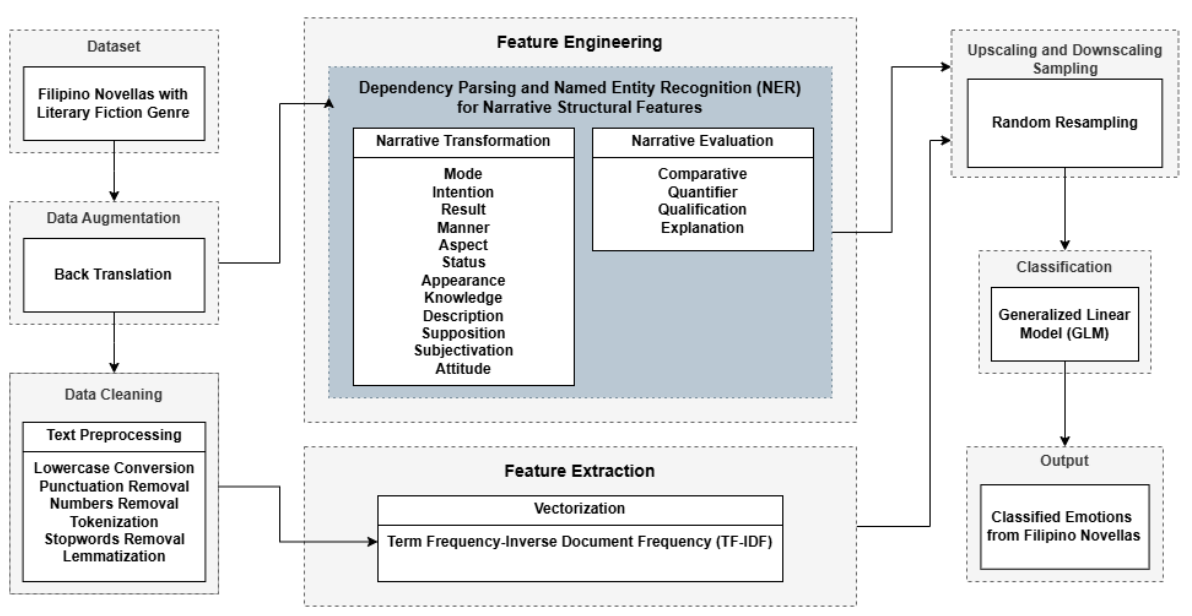 Dataset
Filipino Novellas with
Literary Fiction Genre
Data Augmentation
Back Translation
Data Cleaning
Text Preprocessing
Lowercase Conversion
Punctuation Removal
Numbers Removal
Tokenization
Stopwords Removal
Lemmatization
Feature Engineering
Dependency Parsing and Named Entity Recognition (NER)
for Narrative Structural Features
Narrative Transformation
Mode
Intention
Result
Manner
Aspect
Status
Appearance
Knowledge
Description
Supposition
Subjectivation
Attitude
Narrative Evaluation
Comparative
Quantifier
Qualification
Explanation
Feature Extraction
Vectorization
Term Frequency-Inverse Document Frequency (TF-IDF)
Upscaling and Downscaling
Sampling
Random Resampling
Classification
Generalized Linear
Model (GLM)
Output
Classified Emotions
from Filipino Novellas